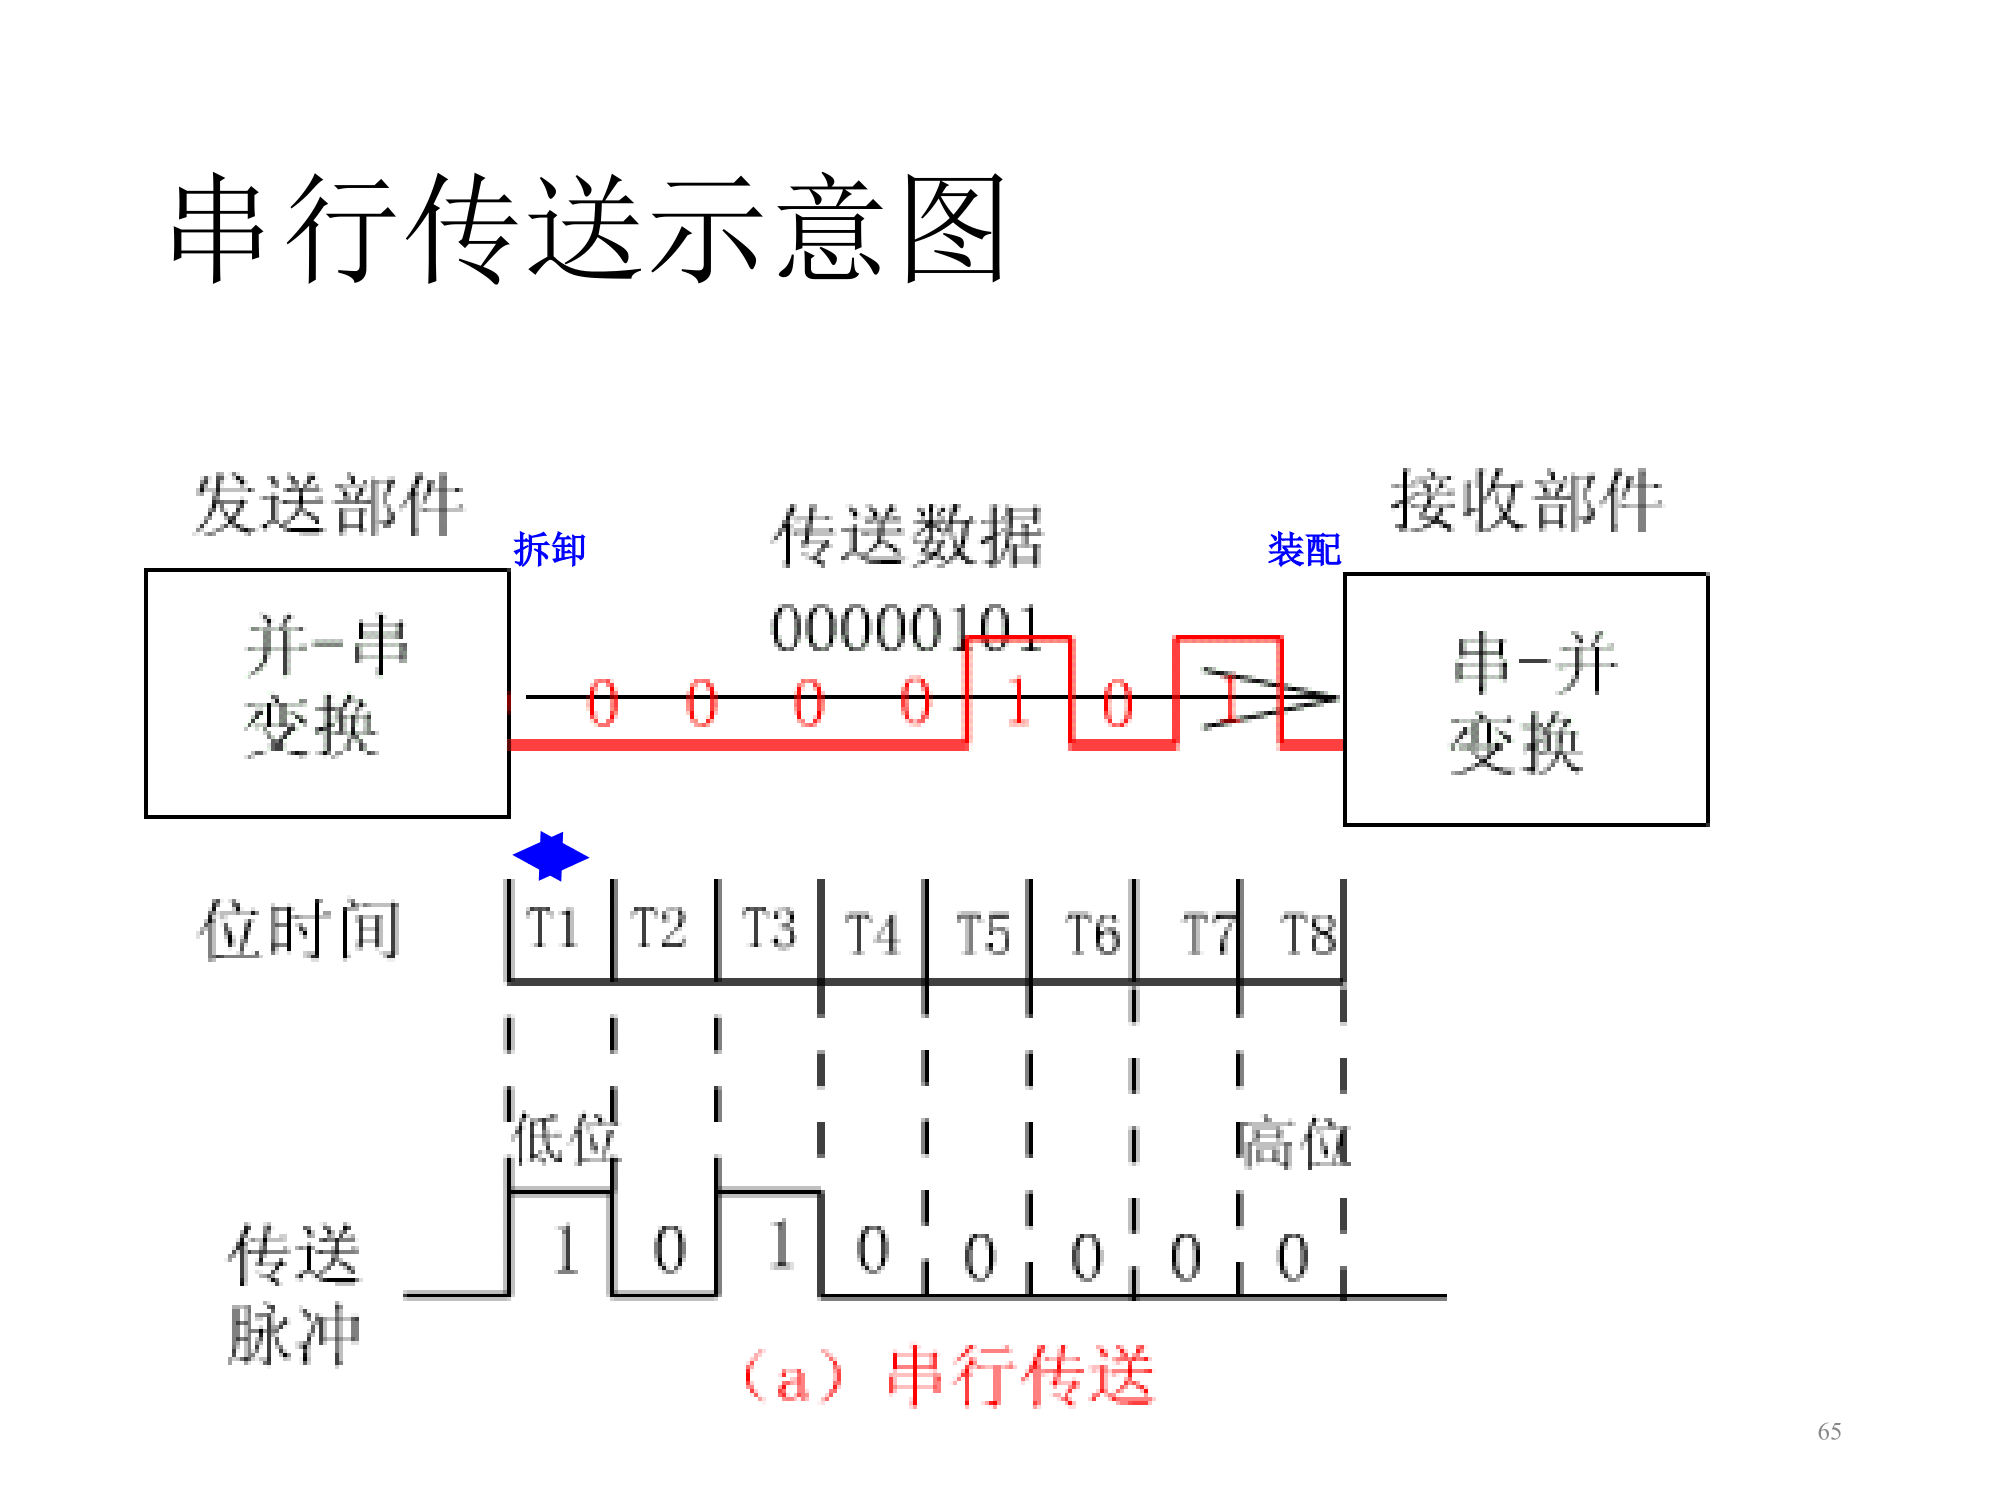 串行传送示意图
发送部件
接收部件
拆卸
传送数据
装配
00000101
并-串
变换
串-并
变换
0 0 0 0 1 0 1
位时间
T1 T2 T3 T4 T5 T6 T7 T8
低位
高位
传送
脉冲
1 0 1 0 0 0 0 0
(a) 串行传送
65